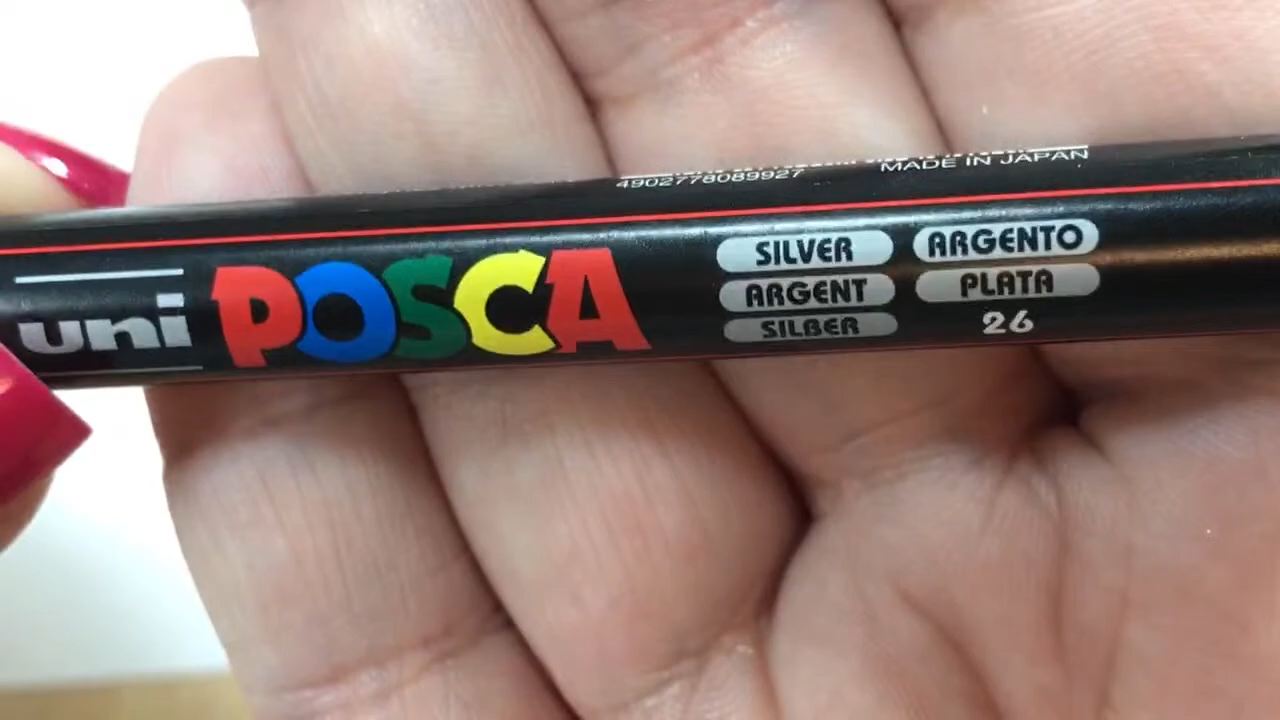 4902778089927 MADE IN JAPAN
uni POSCA
SILVER ARGENTO
ARGENT PLATA
SILBER 26